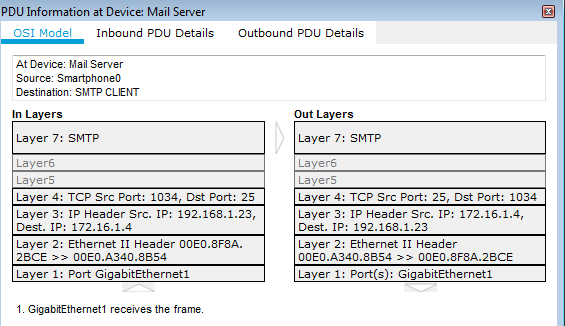 PDU Information at Device: Mail Server
OSI Model Inbound PDU Details Outbound PDU Details
At Device: Mail Server
Source: Smartphone0
Destination: SMTP CLIENT
In Layers
Layer 7: SMTP
Layer6
Layer5
Layer 4: TCP Src Port: 1034, Dst Port: 25
Layer 3: IP Header Src. IP: 192.168.1.23,
Dest. IP: 172.16.1.4
Layer 2: Ethernet II Header 00E0.8F8A.
2BCE >> 00E0.A340.8B54
Layer 1: Port GigabitEthernet1
Out Layers
Layer 7: SMTP
Layer6
Layer5
Layer 4: TCP Src Port: 25, Dst Port: 1034
Layer 3: IP Header Src. IP: 172.16.1.4,
Dest. IP: 192.168.1.23
Layer 2: Ethernet II Header
00E0.A340.8B54 >> 00E0.8F8A.2BCE
Layer 1: Port(s): GigabitEthernet1
1. GigabitEthernet1 receives the frame.